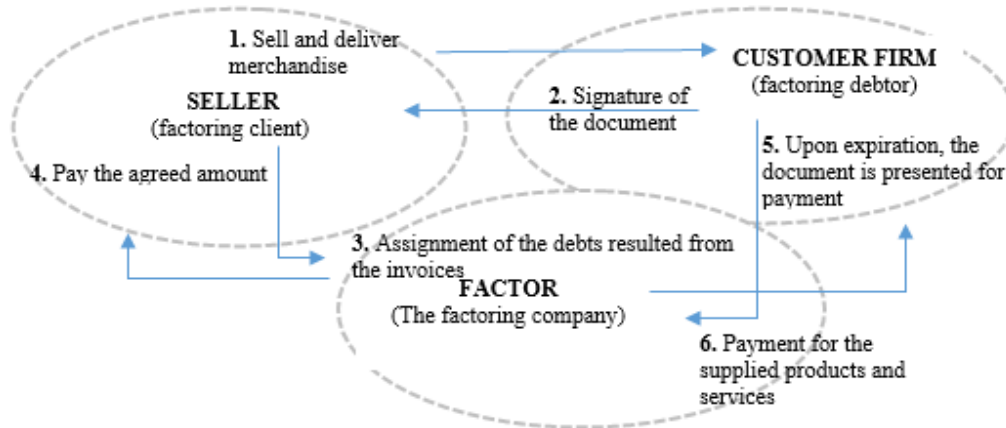 1. Sell and deliver
merchandise
SELLER
(factoring client)
CUSTOMER FIRM
(factoring debtor)
2. Signature of
the document
4. Pay the agreed amount
5. Upon expiration, the
document is presented for
payment
3. Assignment of the debts resulted from
the invoices
FACTOR
(The factoring company)
6. Payment for the
supplied products and
services